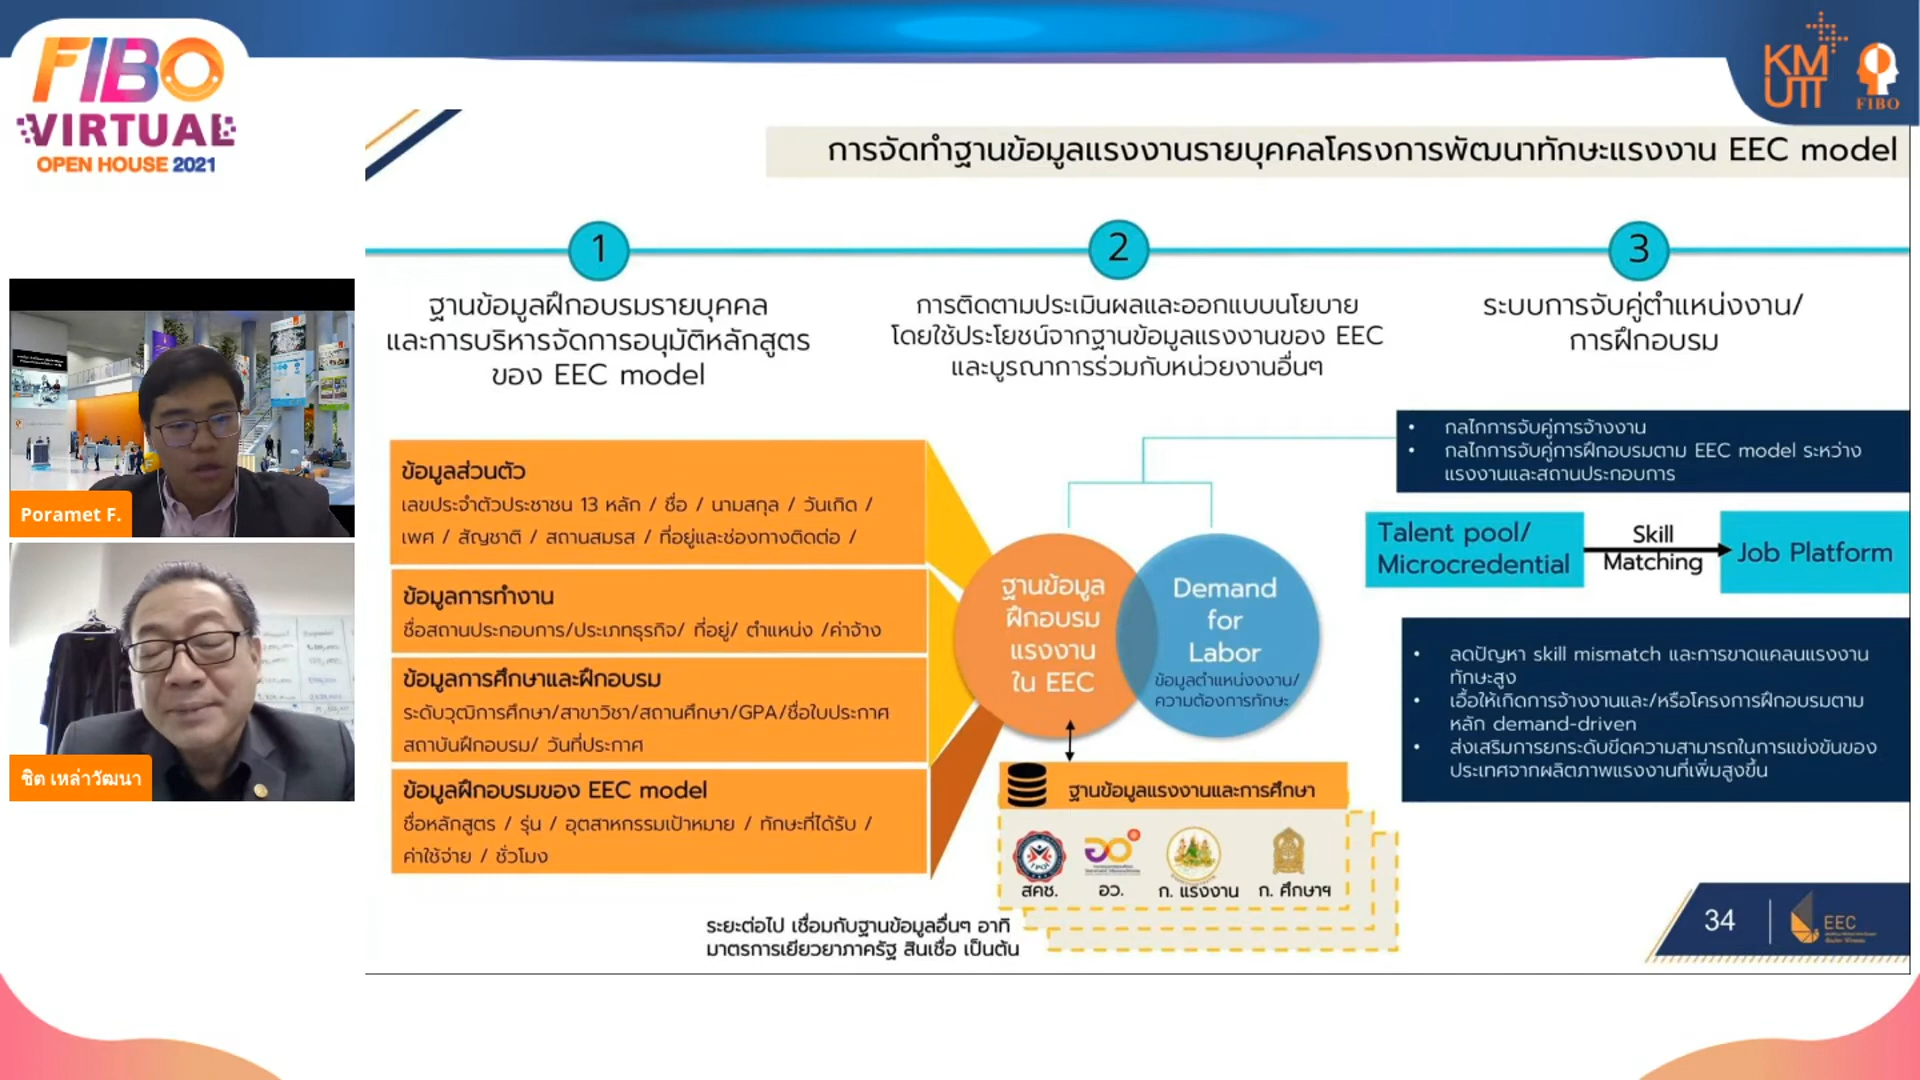 FIBO
VIRTUAL
OPEN HOUSE 2021
KM
UTT
FIBO
การจัดทำฐานข้อมูลแรงงานรายบุคคลโครงการพัฒนาทักษะแรงงาน EEC model
1
ฐานข้อมูลฝึกอบรมรายบุคคล
และการบริหารจัดการอนุมัติหลักสูตร
ของ EEC model
2
การติดตามประเมินผลและออกแบบนโยบาย
โดยใช้ประโยชน์จากฐานข้อมูลแรงงานของ EEC
และบูรณาการร่วมกับหน่วยงานอื่นๆ
3
ระบบการจับคู่ตำแหน่งงาน/
การฝึกอบรม
Poramet F.
ชิต เหล่าวัฒนา
ข้อมูลส่วนตัว
เลขประจำตัวประชาชน 13 หลัก / ชื่อ / นามสกุล / วันเกิด /
เพศ / สัญชาติ / สถานสมรส / ที่อยู่และช่องทางติดต่อ /
ข้อมูลการทำงาน
ชื่อสถานประกอบการ/ประเภทธุรกิจ/ ที่อยู่/ ตำแหน่ง /ค่าจ้าง
ข้อมูลการศึกษาและฝึกอบรม
ระดับวุฒิการศึกษา/สาขาวิชา/สถานศึกษา/GPA/ชื่อใบประกาศ
สถาบันฝึกอบรม/ วันที่ประกาศ
ข้อมูลฝึกอบรมของ EEC model
ชื่อหลักสูตร / รุ่น / อุตสาหกรรมเป้าหมาย / ทักษะที่ได้รับ /
ค่าใช้จ่าย / ชั่วโมง
ฐานข้อมูล
ฝึกอบรม
แรงงาน
ใน EEC
Demand
for
Labor
ข้อมูลตำแหน่งงงาน/
ความต้องการทักษะ
ฐานข้อมูลแรงงานและการศึกษา
สคช.
อว.
ก. แรงงาน
ก. ศึกษาฯ
ระยะต่อไป เชื่อมกับฐานข้อมูลอื่นๆ อาทิ
มาตรการเยียวยาภาครัฐ สินเชื่อ เป็นต้น
• กลไกการจับคู่การจ้างงาน
• กลไกการจับคู่การฝึกอบรมตาม EEC model ระหว่าง
แรงงานและสถานประกอบการ
Talent pool/
Microcredential
Skill
Matching
Job Platform
• ลดปัญหา skill mismatch และการขาดแคลนแรงงาน
ทักษะสูง
• เอื้อให้เกิดการจ้างงานและ/หรือโครงการฝึกอบรมตาม
หลัก demand-driven
• ส่งเสริมการยกระดับขีดความสามารถในการแข่งขันของ
ประเทศจากผลิตภาพแรงงานที่เพิ่มสูงขึ้น
34
EEC